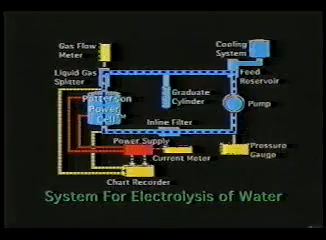 Gas Flow
Meter
Cooling
System
Liquid Gas
Splitter
Feed
Reservoir
Patterson
Power
Cell™
Graduate
Cylinder
Pump
Inline Filter
Power Supply
Pressure
Gauge
Current Meter
Chart Recorder
System For Electrolysis of Water